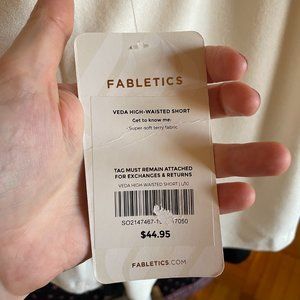 FABLETICS
VEDA HIGH-WAISTED SHORT
Get to know me:
- Super-soft terry fabric
TAG MUST REMAIN ATTACHED
FOR EXCHANGES & RETURNS
VEDA HIGH-WAISTED SHORT |
$44.95
FABLETICS.COM